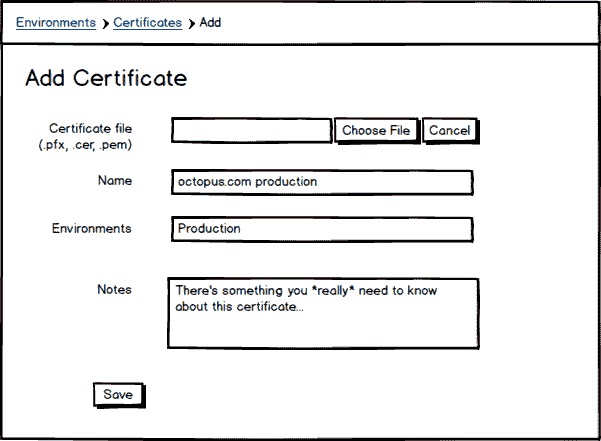 Environments > Certificates > Add
Add Certificate
Certificate file
(.pfx, .cer, .pem)
Choose File
Cancel
Name
octopus.com production
Environments
Production
Notes
There's something you *really* need to know
about this certificate...
Save